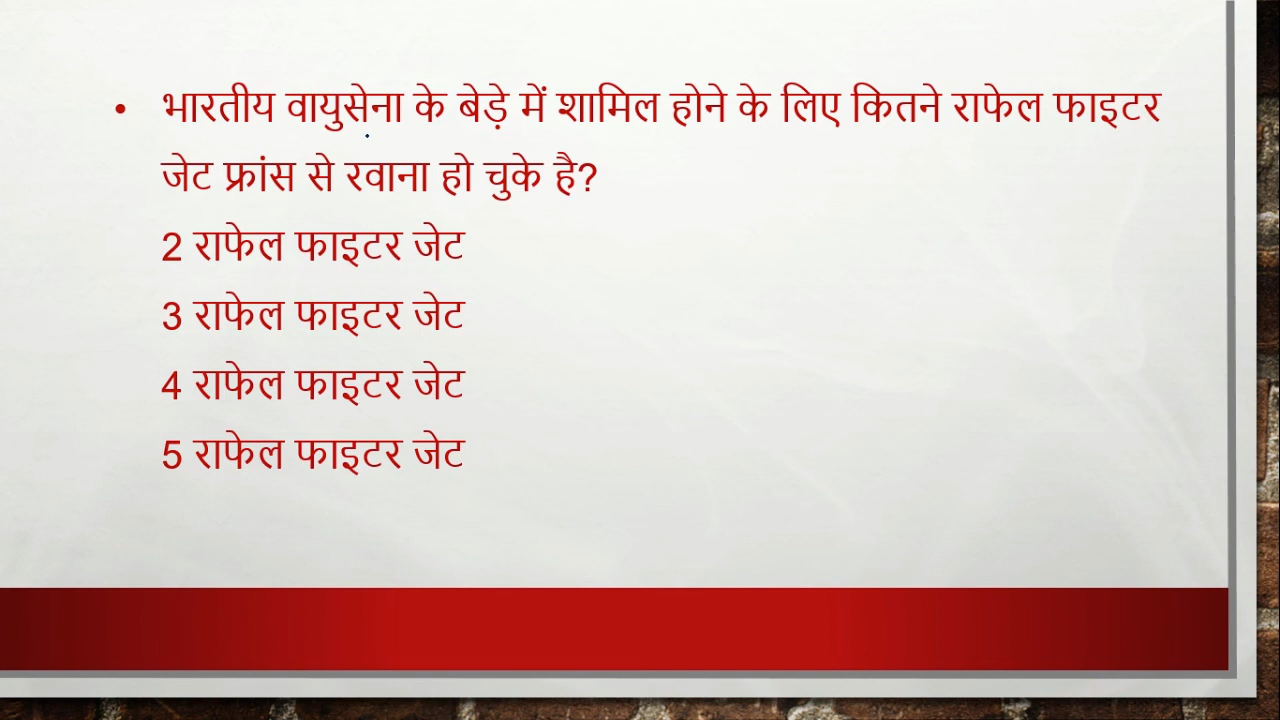 • भारतीय वायुसेना के बेड़े में शामिल होने के लिए कितने राफेल फाइटर
जेट फ्रांस से रवाना हो चुके है?
2 राफेल फाइटर जेट
3 राफेल फाइटर जेट
4 राफेल फाइटर जेट
5 राफेल फाइटर जेट